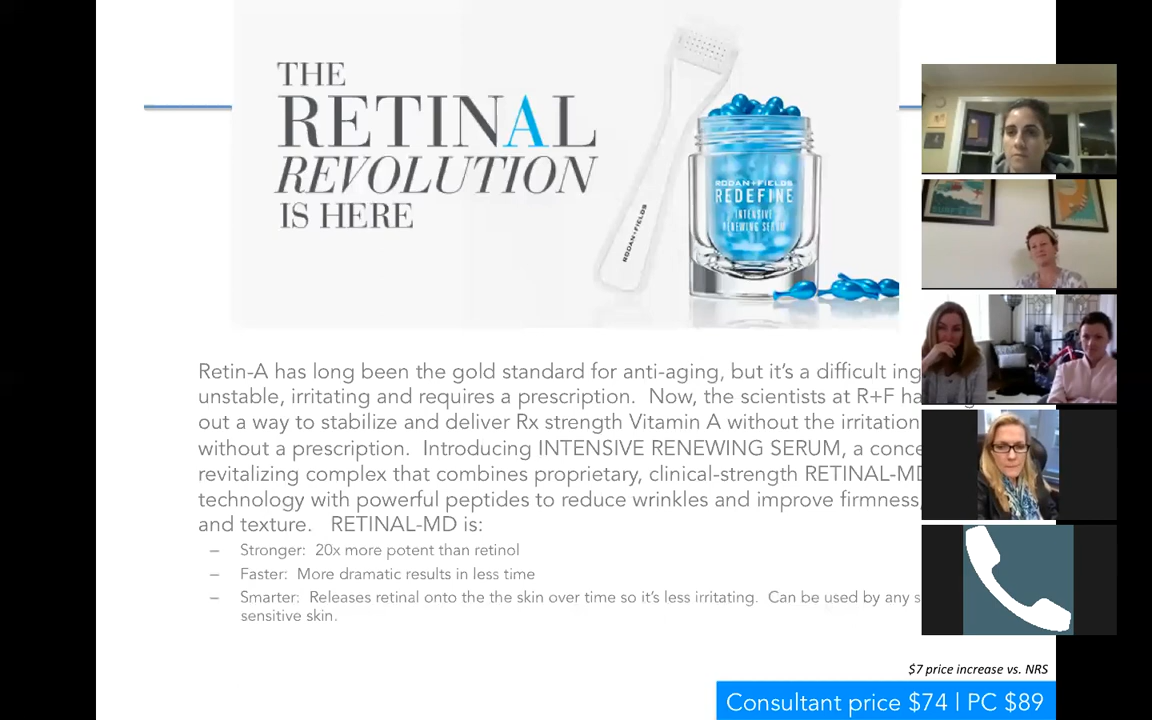 THE
RETINAL
REVOLUTION
IS HERE
RODAN+FIELDS
RODAN+FIELDS
REDEFINE
INTENSIVE
RENEWING SERUM
Retin-A has long been the gold standard for anti-aging, but it's a difficult ing
unstable, irritating and requires a prescription. Now, the scientists at R+F ha
out a way to stabilize and deliver Rx strength Vitamin A without the irritation
without a prescription. Introducing INTENSIVE RENEWING SERUM, a conce
revitalizing complex that combines proprietary, clinical-strength RETINAL-MD
technology with powerful peptides to reduce wrinkles and improve firmness,
and texture. RETINAL-MD is:
– Stronger: 20x more potent than retinol
– Faster: More dramatic results in less time
– Smarter: Releases retinal onto the the skin over time so it's less irritating. Can be used by any s
sensitive skin.
$7 price increase vs. NRS
Consultant price $74 | PC $89